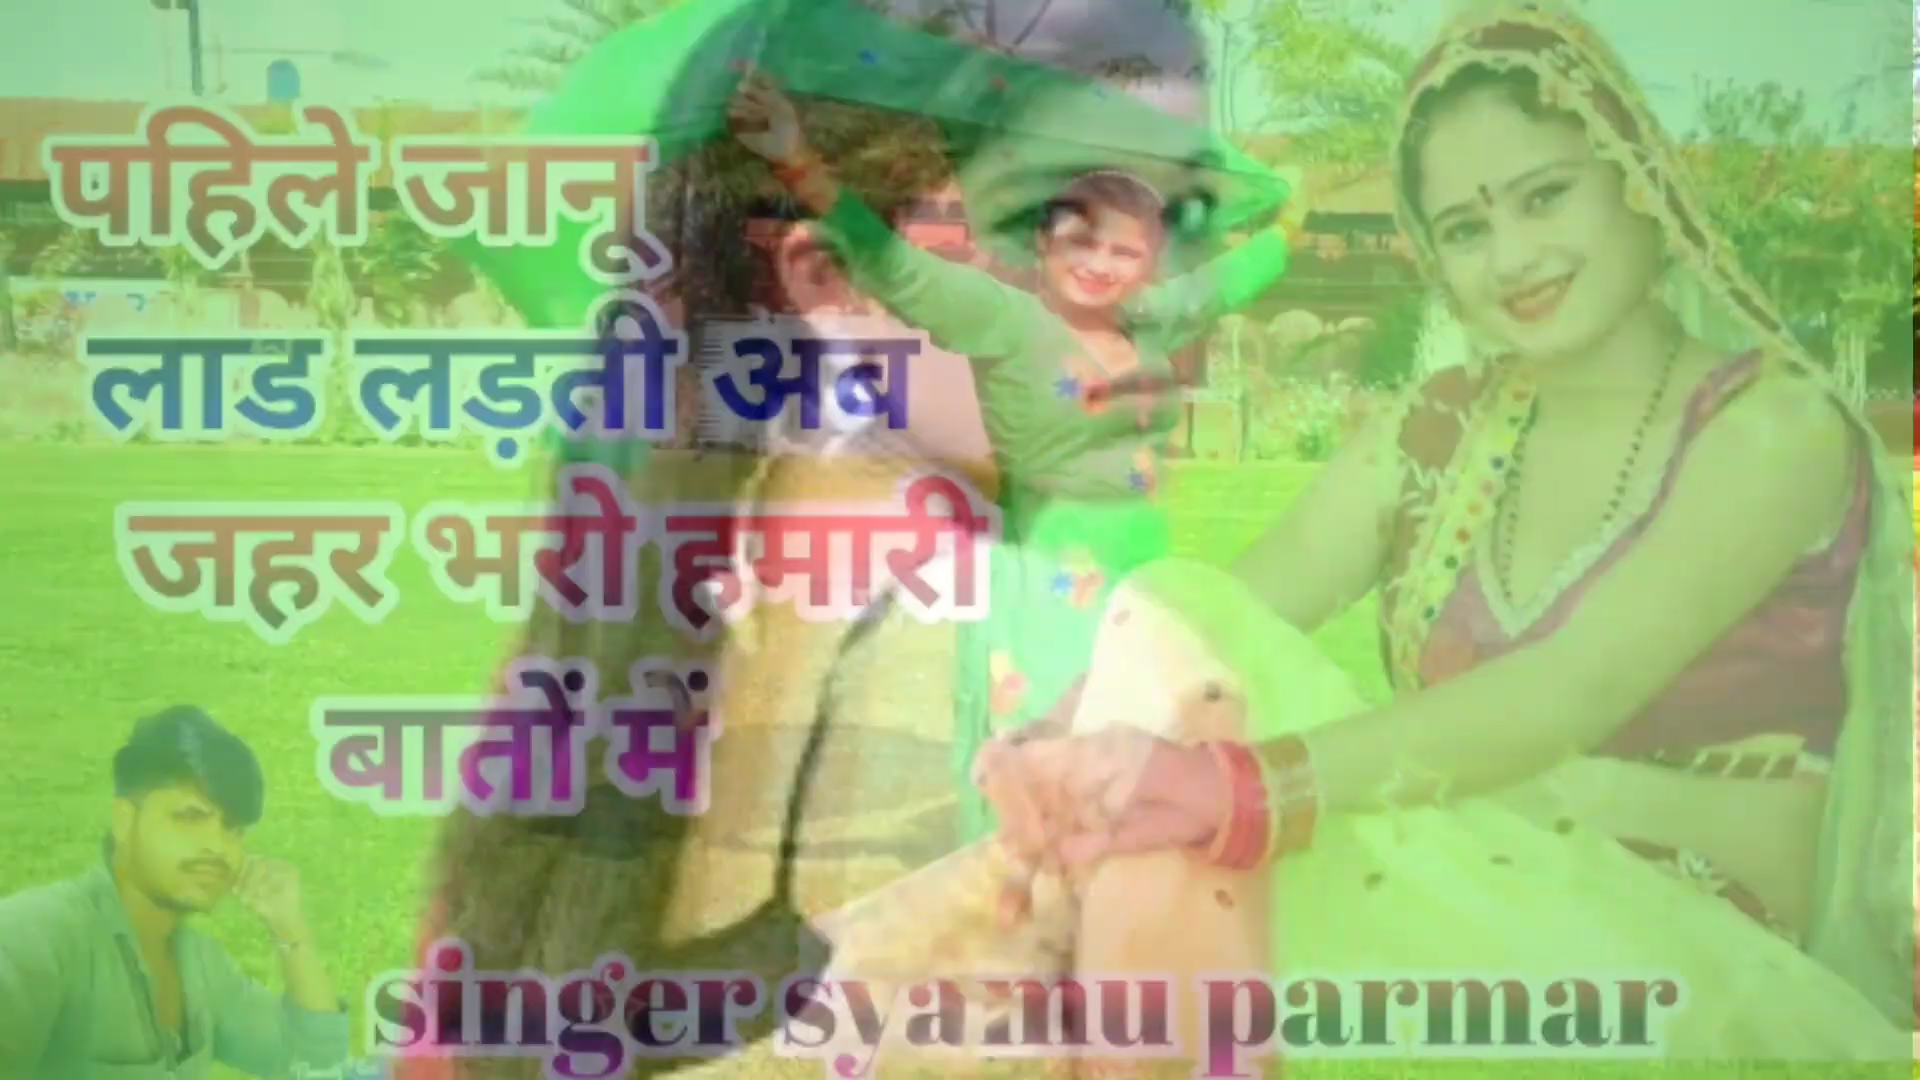 पहिले जानू
लाड लड़ती अब
जहर भरो हमारी
बातों में
singer syamu parmar